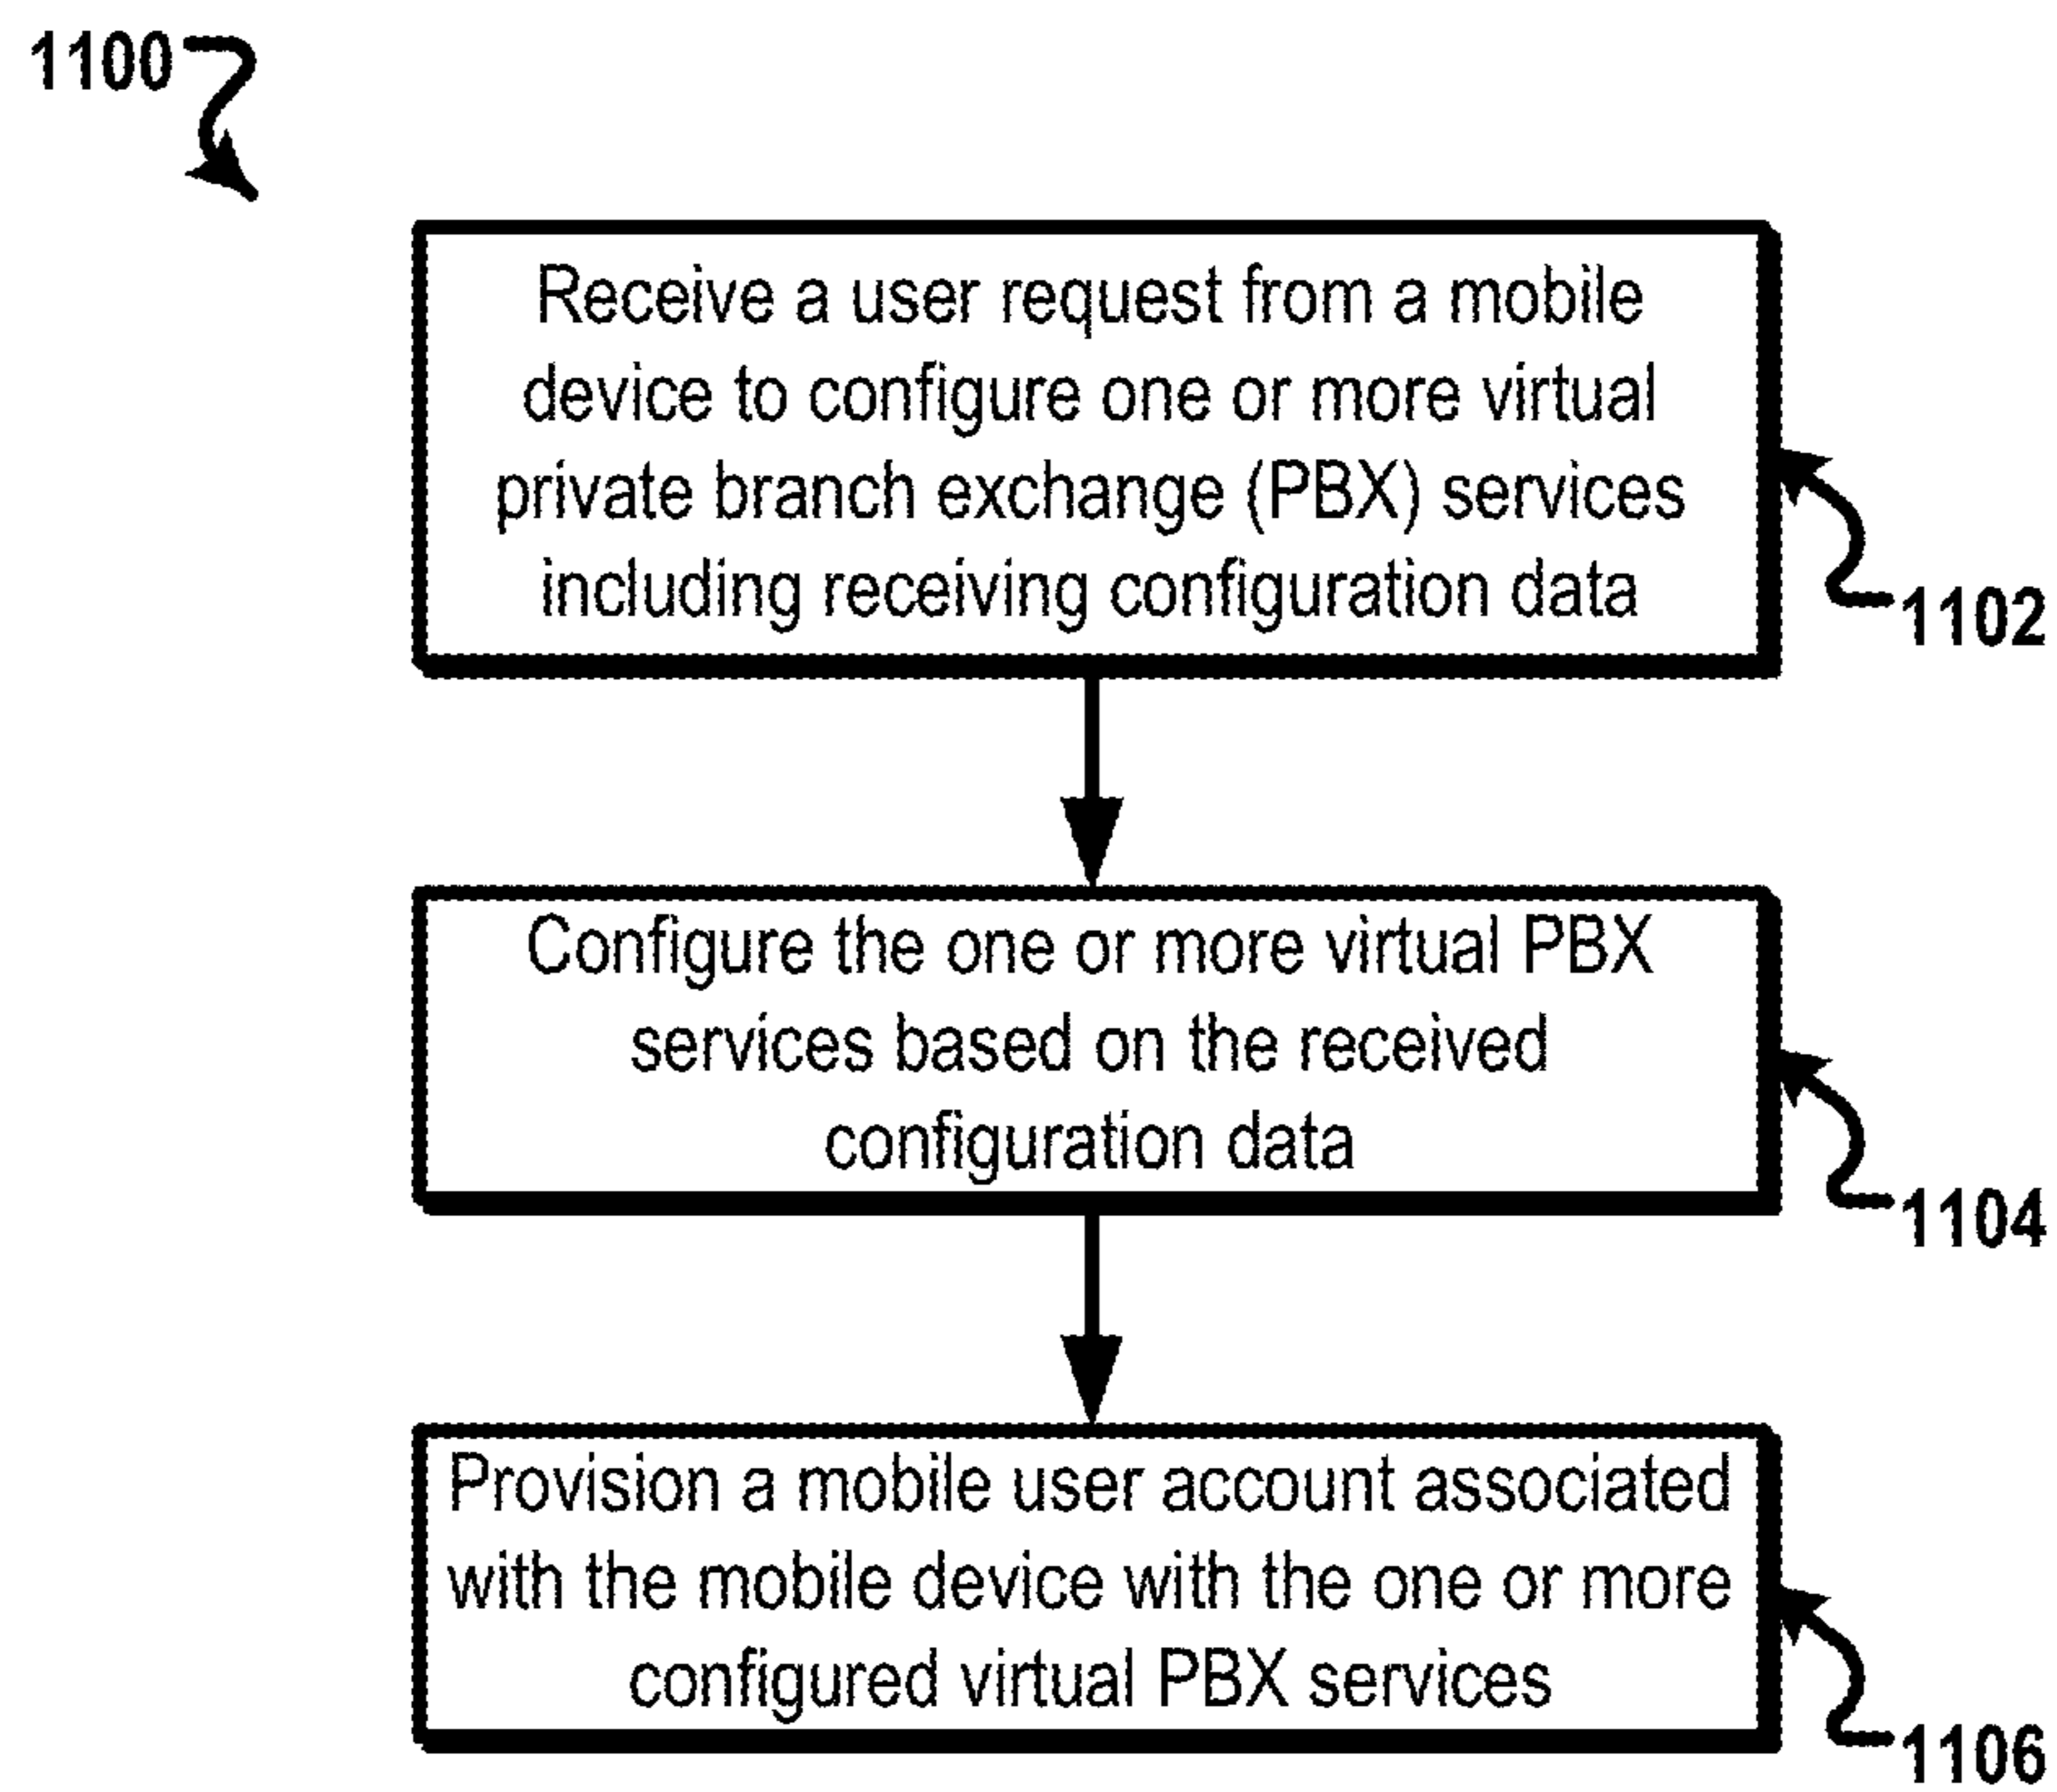 1100
Receive a user request from a mobile
device to configure one or more virtual
private branch exchange (PBX) services
including receiving configuration data
1102
Configure the one or more virtual PBX
services based on the received
configuration data
1104
Provision a mobile user account associated
with the mobile device with the one or more
configured virtual PBX services
1106